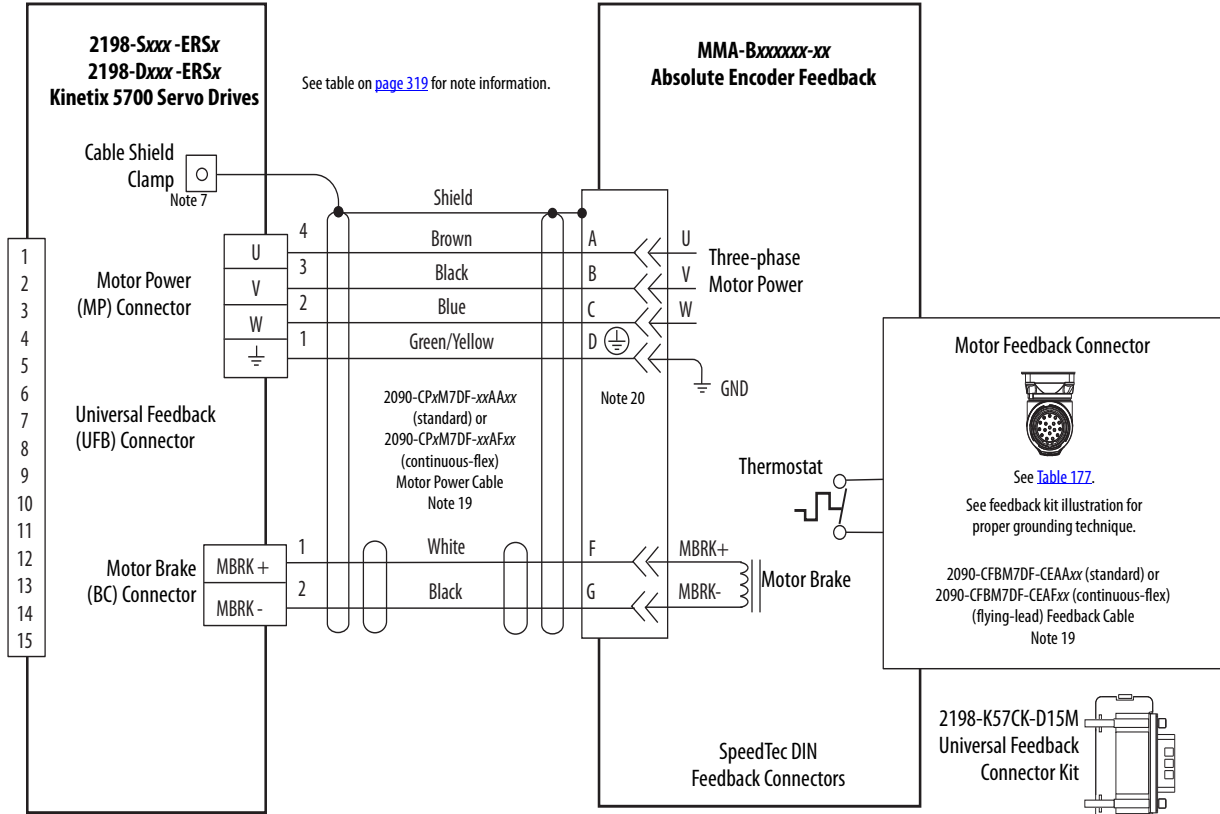 2198-Sxxx -ERSx
2198-Dxxx -ERSx
Kinetix 5700 Servo Drives
See table on page 319 for note information.
MMA-Bxxxxxx-xx
Absolute Encoder Feedback
Cable Shield
Clamp
Note 7
Shield
1
2
3
4
5
6
7
8
9
10
11
12
13
14
15
Motor Power
(MP) Connector
U
V
W
4
3
2
1
Brown
Black
Blue
Green/Yellow
A
B
C
D
U
V
W
GND
Three-phase
Motor Power
Note 20
Universal Feedback
(UFB) Connector
2090-CPxM7DF-xxAAxx
(standard) or
2090-CPxM7DF-xxAFxx
(continuous-flex)
Motor Power Cable
Note 19
Thermostat
Motor Brake
(BC) Connector
MBRK +
MBRK -
1
2
White
Black
F
G
MBRK+
MBRK-
Motor Brake
Motor Feedback Connector
See Table 177.
See feedback kit illustration for
proper grounding technique.
2090-CFBM7DF-CEAAxx (standard) or
2090-CFBM7DF-CEAFxx (continuous-flex)
(flying-lead) Feedback Cable
Note 19
SpeedTec DIN
Feedback Connectors
2198-K57CK-D15M
Universal Feedback
Connector Kit